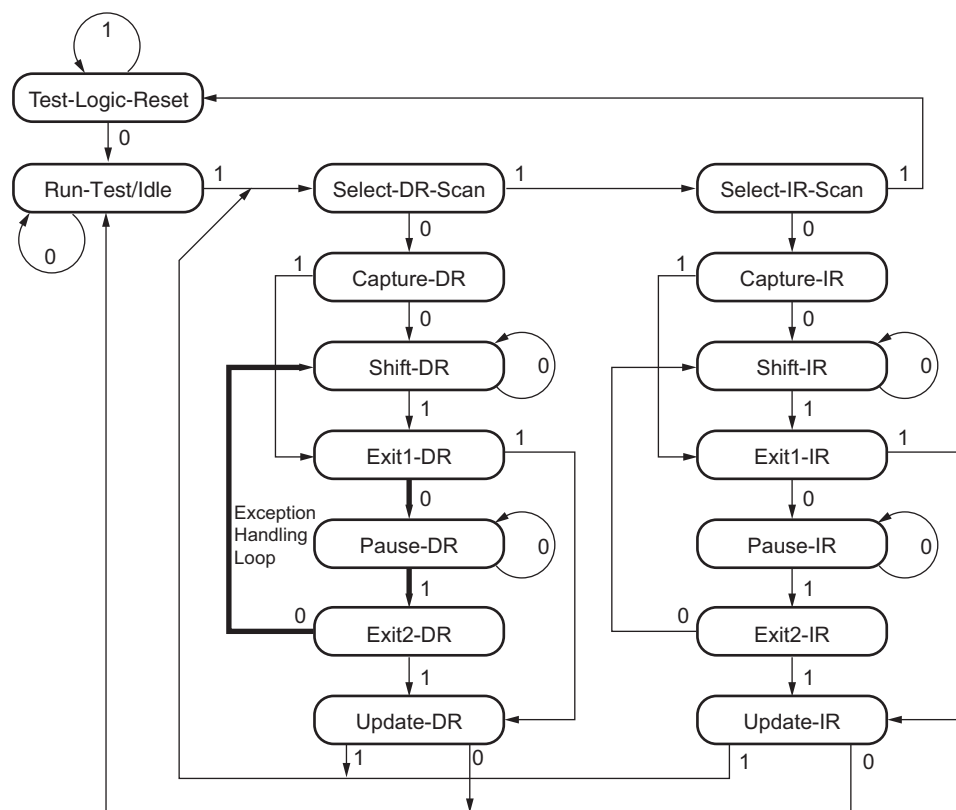 1
Test-Logic-Reset
0
Run-Test/Idle
1
0
Select-DR-Scan
1
Select-IR-Scan
1
0
0
1
Capture-DR
1
Capture-IR
0
0
Shift-DR
0
Shift-IR
0
1
1
Exit1-DR
1
Exit1-IR
1
0
0
Exception
Handling
Loop
Pause-DR
0
Pause-IR
0
1
1
0
Exit2-DR
0
Exit2-IR
1
1
Update-DR
Update-IR
1
0
1
0